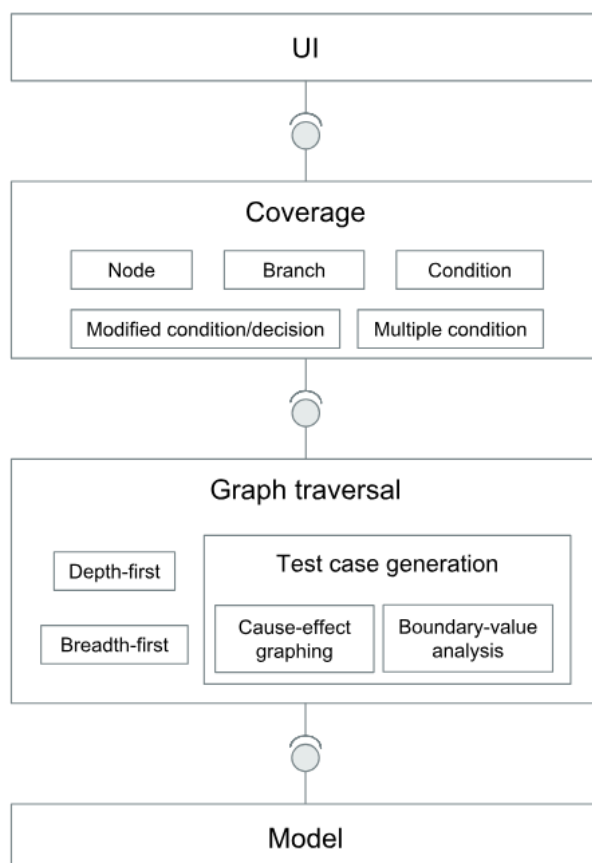 UI
Coverage
Node
Branch
Condition
Modified condition/decision
Multiple condition
Graph traversal
Depth-first
Breadth-first
Test case generation
Cause-effect
graphing
Boundary-value
analysis
Model